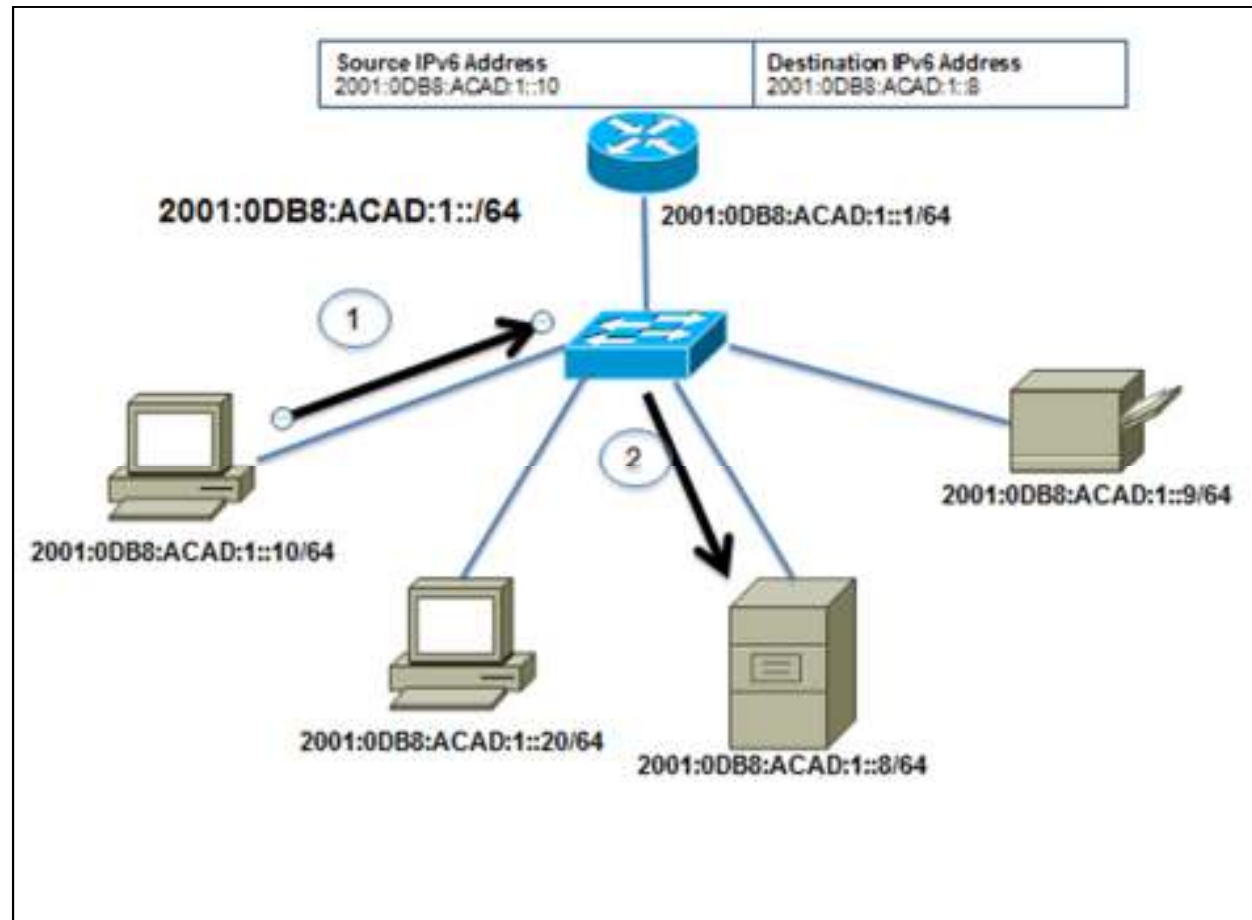 Source IPv6 Address
2001:0DB8:ACAD:1::10
Destination IPv6 Address
2001:0DB8:ACAD:1::8
2001:0DB8:ACAD:1::/64
2001:0DB8:ACAD:1::1/64
1
2
2001:0DB8:ACAD:1::9/64
2001:0DB8:ACAD:1::10/64
2001:0DB8:ACAD:1::20/64
2001:0DB8:ACAD:1::8/64